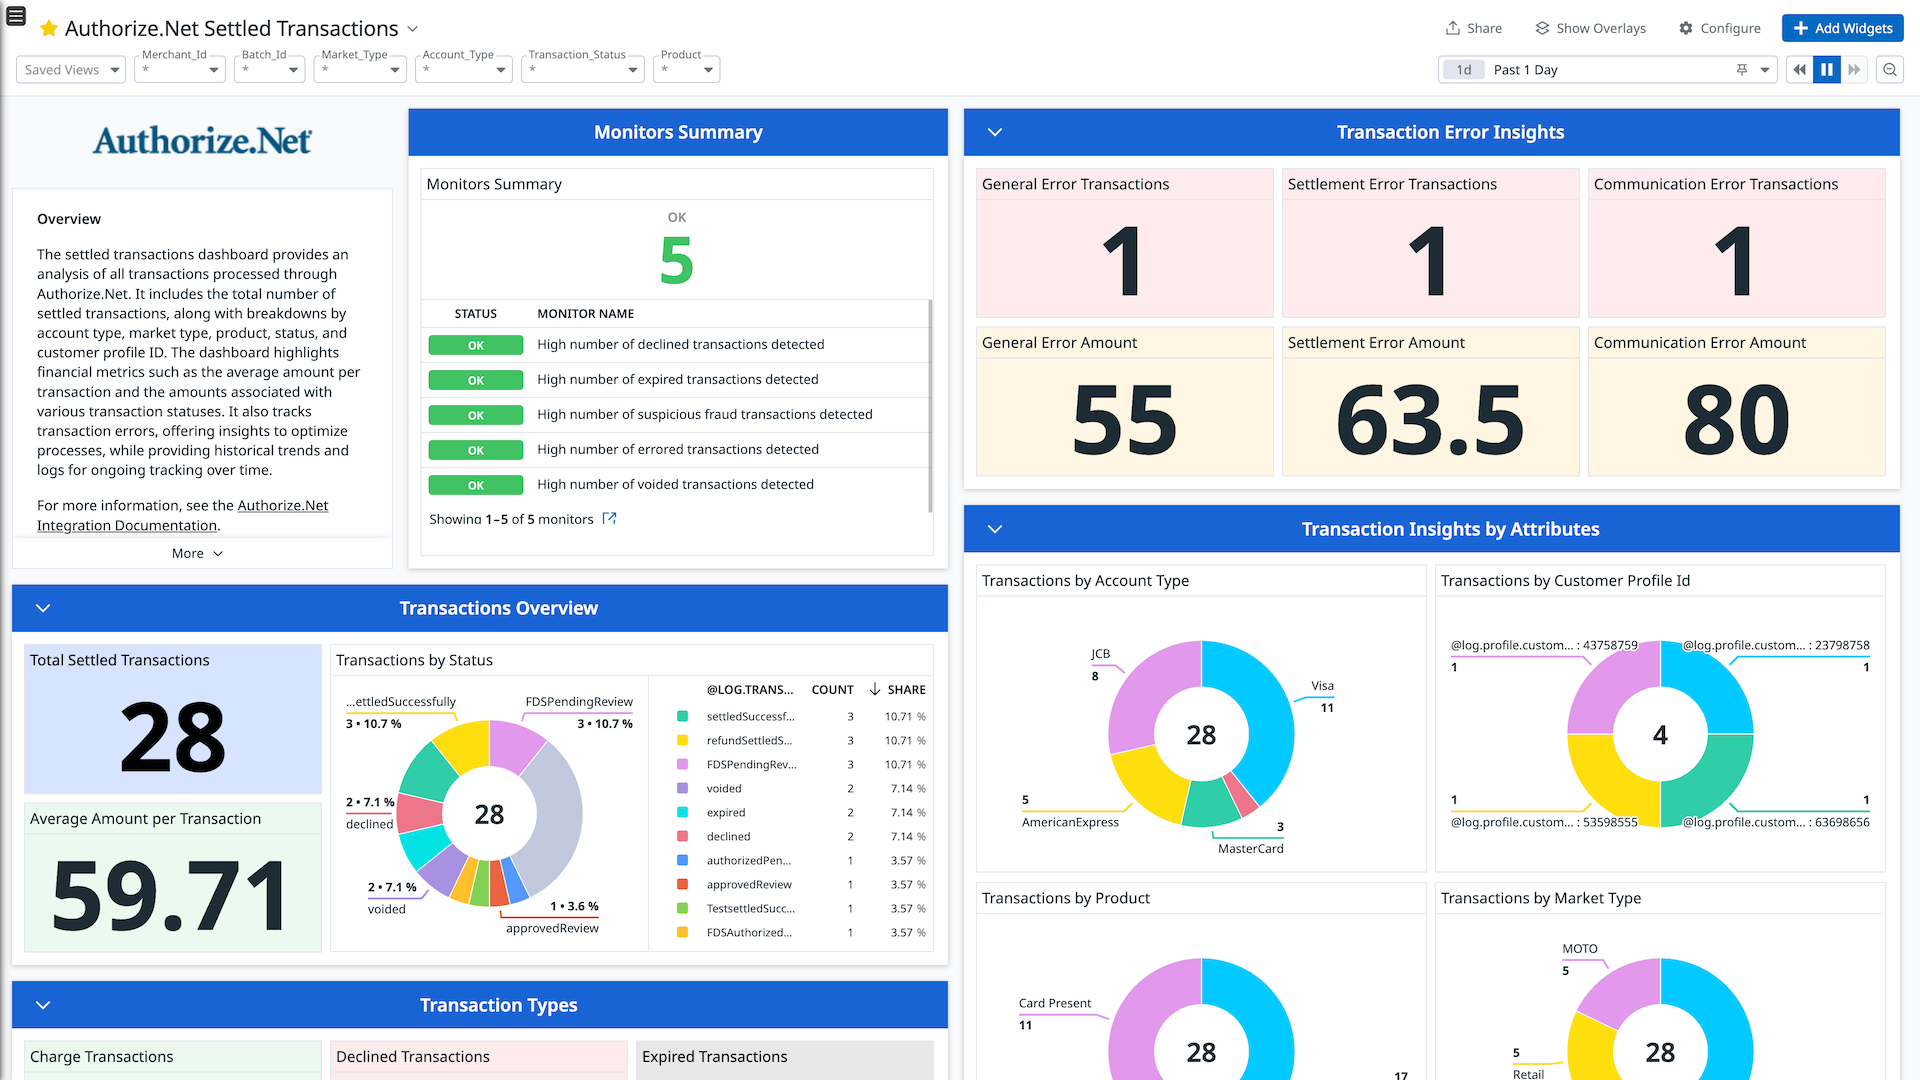 Authorize.Net Settled Transactions
Share
Show Overlays
Configure
Add Widgets
Saved Views
Merchant_Id
*
Batch_Id
*
Market_Type
*
Account_Type
*
Transaction_Status
*
Product
*
1d Past 1 Day
Authorize.Net
Overview
The settled transactions dashboard provides an
analysis of all transactions processed through
Authorize.Net. It includes the total number of
settled transactions, along with breakdowns by
account type, market type, product, status, and
customer profile ID. The dashboard highlights
financial metrics such as the average amount per
transaction and the amounts associated with
various transaction statuses. It also tracks
transaction errors, offering insights to optimize
processes, while providing historical trends and
logs for ongoing tracking over time.
For more information, see the Authorize.Net
Integration Documentation.
More
Monitors Summary
Monitors Summary
OK
5
STATUS MONITOR NAME
OK High number of declined transactions detected
OK High number of expired transactions detected
OK High number of suspicious fraud transactions detected
OK High number of errored transactions detected
OK High number of voided transactions detected
Showing 1–5 of 5 monitors
Transaction Error Insights
General Error Transactions
1
Settlement Error Transactions
1
Communication Error Transactions
1
General Error Amount
55
Settlement Error Amount
63.5
Communication Error Amount
80
Transactions Overview
Total Settled Transactions
28
Average Amount per Transaction
59.71
Transactions by Status
...ettledSuccessfully
3 • 10.7 %
FDSPendingReview
3 • 10.7 %
2 • 7.1 %
declined
28
2 • 7.1 %
voided
1 • 3.6 %
approvedReview
@LOG.TRANS... COUNT SHARE
settledSuccessf... 3 10.71 %
refundSettledS... 3 10.71 %
FDSPendingRev... 3 10.71 %
voided 2 7.14 %
expired 2 7.14 %
declined 2 7.14 %
authorizedPen... 1 3.57 %
approvedReview 1 3.57 %
TestsettledSucc... 1 3.57 %
FDSAuthorized... 1 3.57 %
Transaction Insights by Attributes
Transactions by Account Type
JCB
8
Visa
11
28
5
AmericanExpress
3
MasterCard
Transactions by Customer Profile Id
@log.profile.custom... : 43758759
1
@log.profile.custom... : 23798758
1
4
1
@log.profile.custom... : 53598555
1
@log.profile.custom... : 63698656
Transactions by Product
Card Present
11
28
17
Transactions by Market Type
MOTO
5
28
5
Retail
Transaction Types
Charge Transactions
Declined Transactions
Expired Transactions